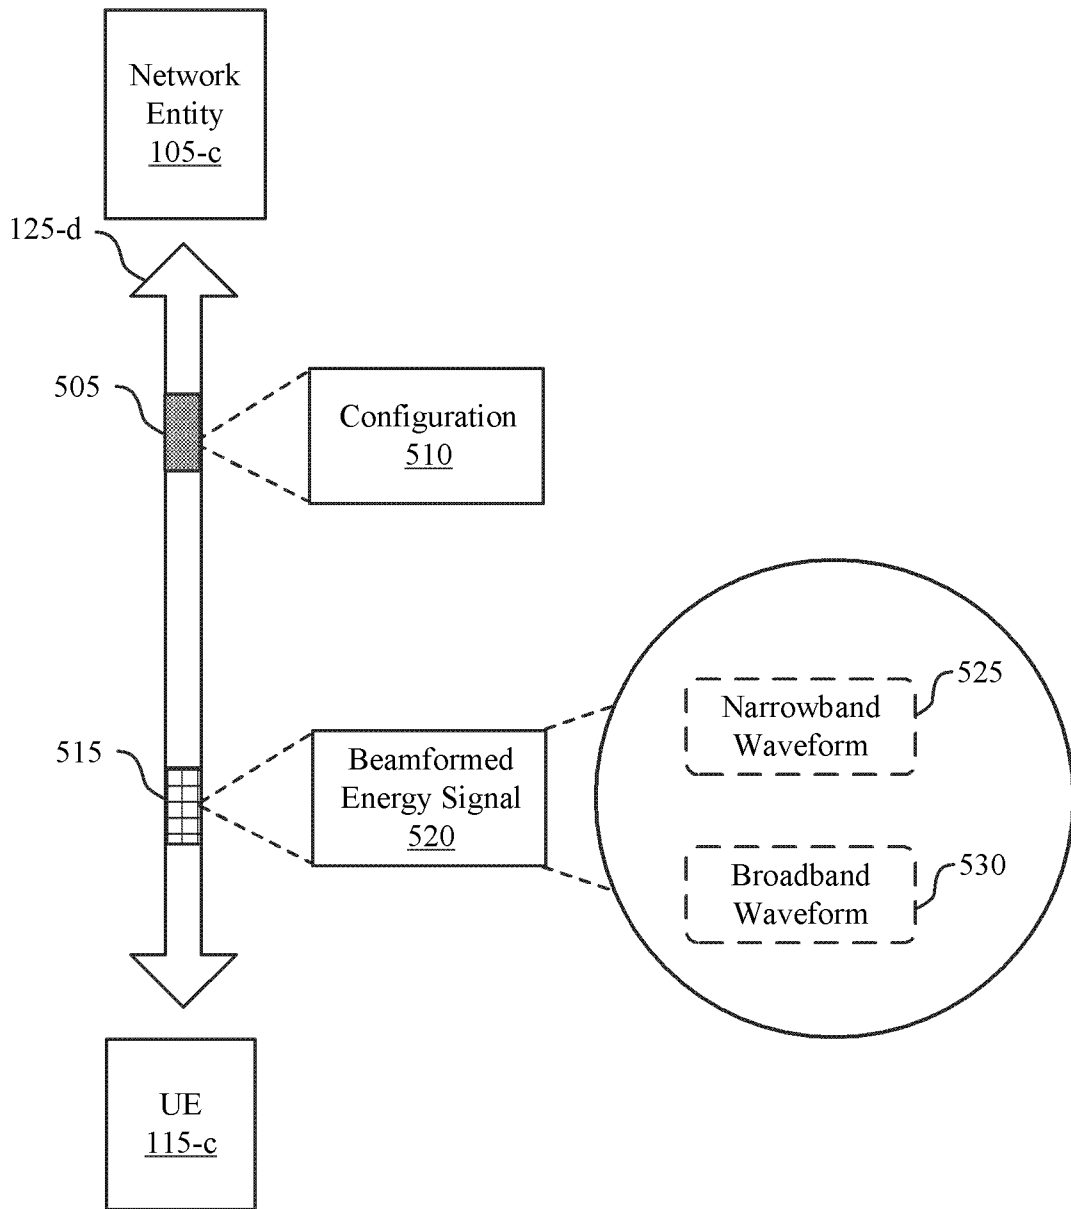 Network
Entity
105-c
125-d
505
Configuration
510
515
Beamformed
Energy Signal
520
Narrowband
Waveform
525
Broadband
Waveform
530
UE
115-c